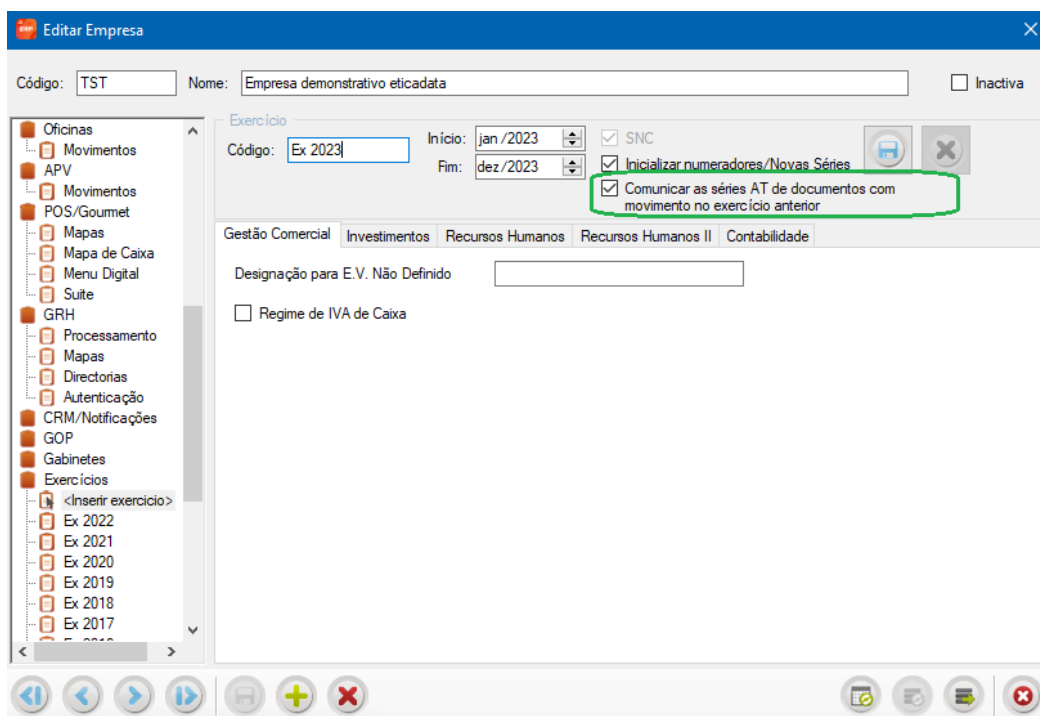 Editar Empresa
Código: TST Nome: Empresa demonstrativo eticadata Inactiva
Oficinas
Movimentos
APV
Movimentos
POS/Gourmet
Mapas
Mapa de Caixa
Menu Digital
Suite
GRH
Processamento
Mapas
Directorias
Autenticação
CRM/Notificações
GOP
Gabinetes
Exercícios
<Inserir exercicio>
Ex 2022
Ex 2021
Ex 2020
Ex 2019
Ex 2018
Ex 2017
Exercício
Código: Ex 2023 Início: jan /2023 SNC
Fim: dez /2023 Inicializar numeradores/Novas Séries
Comunicar as séries AT de documentos com
movimento no exercício anterior
Gestão Comercial Investimentos Recursos Humanos Recursos Humanos II Contabilidade
Designação para E.V. Não Definido
Regime de IVA de Caixa